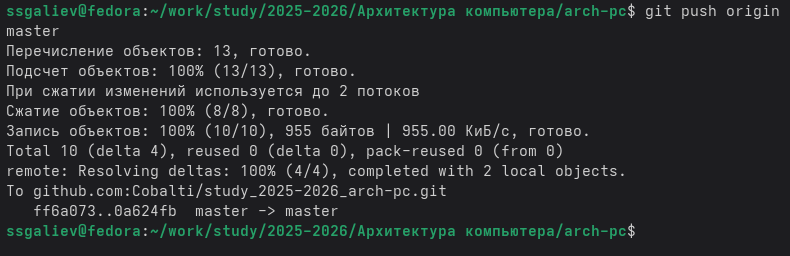 ssgaliev@fedora:~/work/study/2025-2026/Архитектура компьютера/arch-pc$ git push origin
master
Перечисление объектов: 13, готово.
Подсчет объектов: 100% (13/13), готово.
При сжатии изменений используется до 2 потоков
Сжатие объектов: 100% (8/8), готово.
Запись объектов: 100% (10/10), 955 байтов | 955.00 КиБ/с, готово.
Total 10 (delta 4), reused 0 (delta 0), pack-reused 0 (from 0)
remote: Resolving deltas: 100% (4/4), completed with 2 local objects.
To github.com:Cobalti/study_2025-2026_arch-pc.git
   ff6a073..0a624fb  master -> master
ssgaliev@fedora:~/work/study/2025-2026/Архитектура компьютера/arch-pc$